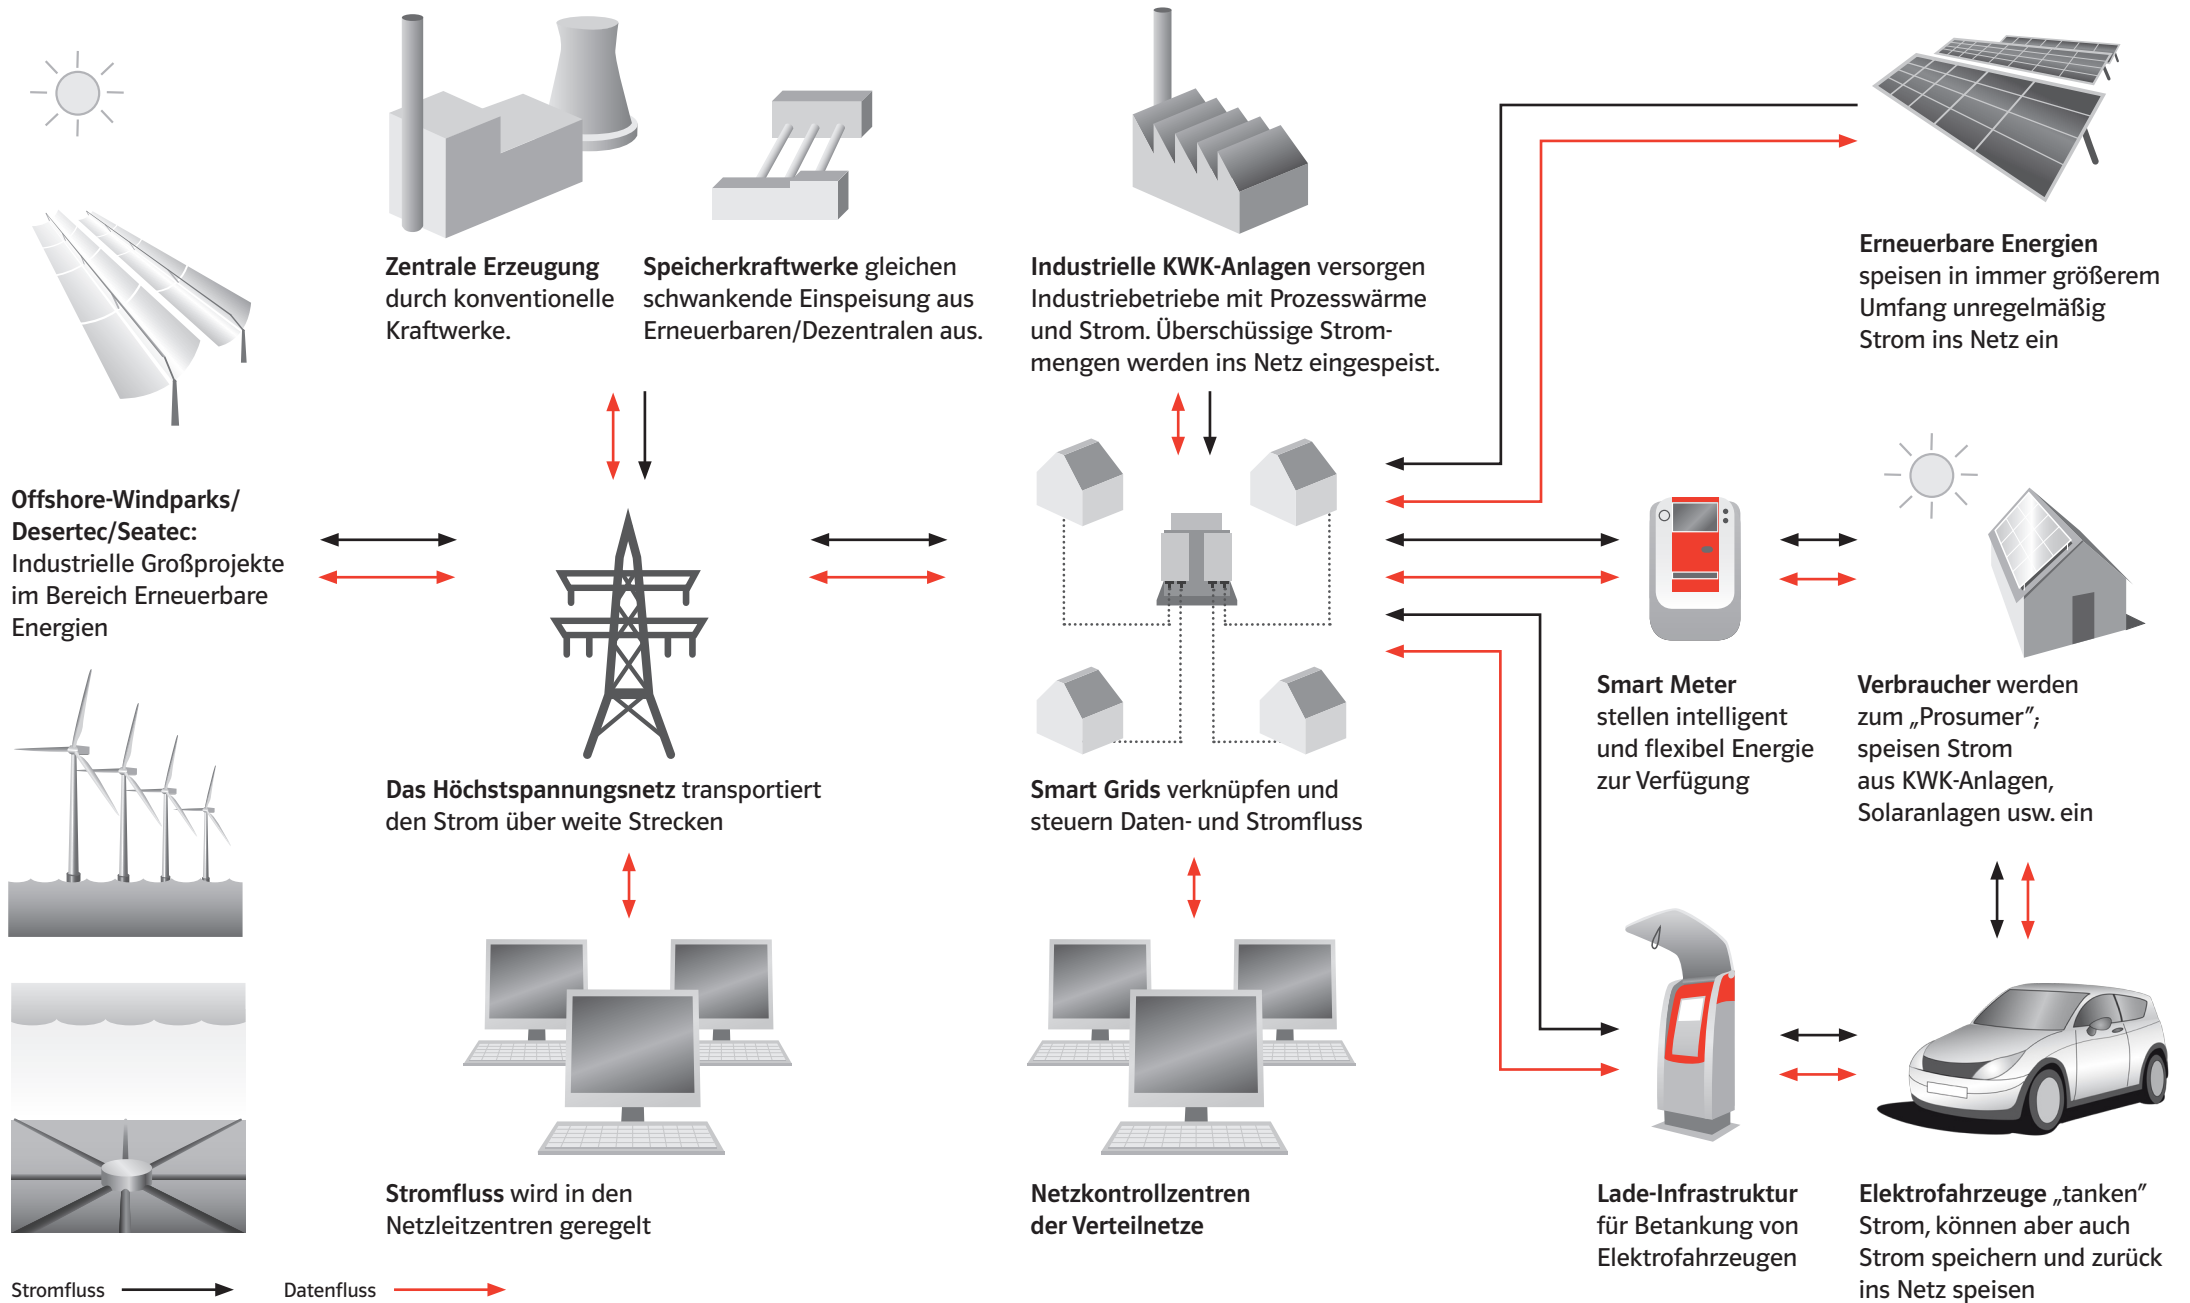 Zentrale Erzeugung
durch konventionelle
Kraftwerke.
Speicherkraftwerke gleichen
schwankende Einspeisung aus
Erneuerbaren/Dezentralen aus.
Industrielle KWK-Anlagen versorgen
Industriebetriebe mit Prozesswärme
und Strom. Überschüssige Strom-
mengen werden ins Netz eingespeist.
Erneuerbare Energien
speisen in immer größerem
Umfang unregelmäßig
Strom ins Netz ein
Offshore-Windparks/
Desertec/Seatec:
Industrielle Großprojekte
im Bereich Erneuerbare
Energien
Das Höchstspannungsnetz transportiert
den Strom über weite Strecken
Smart Grids verknüpfen und
steuern Daten- und Stromfluss
Smart Meter
stellen intelligent
und flexibel Energie
zur Verfügung
Verbraucher werden
zum „Prosumer”;
speisen Strom
aus KWK-Anlagen,
Solaranlagen usw. ein
Stromfluss wird in den
Netzleitzentren geregelt
Netzkontrollzentren
der Verteilnetze
Lade-Infrastruktur
für Betankung von
Elektrofahrzeugen
Elektrofahrzeuge „tanken”
Strom, können aber auch
Strom speichern und zurück
ins Netz speisen
Stromfluss
Datenfluss